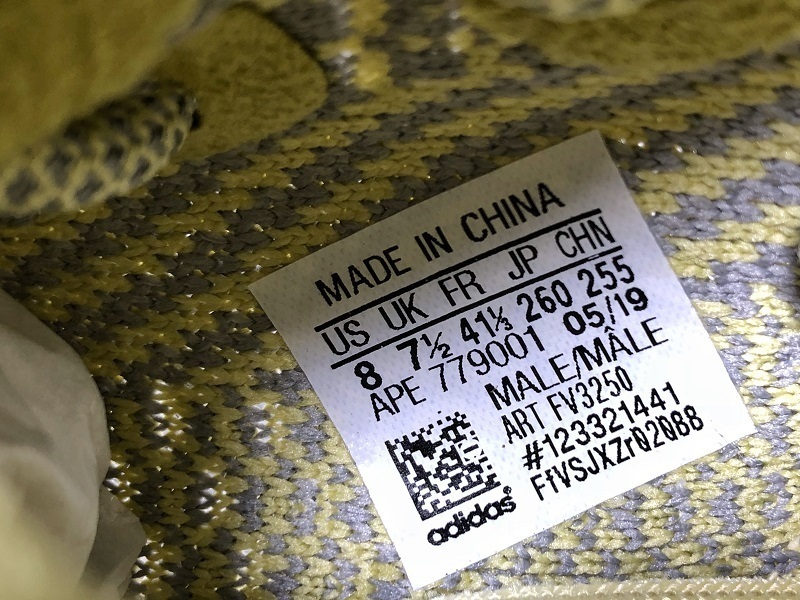 MADE IN CHINA
US UK FR JP CHN
8 7½ 41⅓ 260 255
APE 779001 05/19
MALE/MÂLE
ART FV3250
#123321441
FfVSJXZrQ2088
adidas®